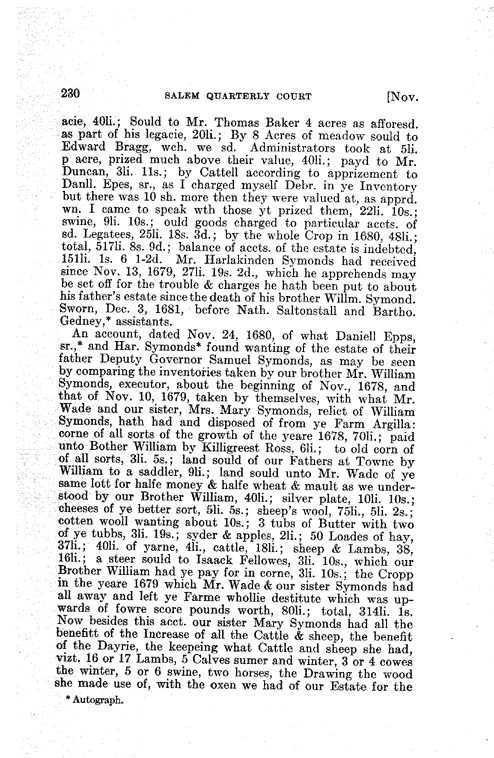 230 SALEM QUARTERLY COURT [Nov.
acie, 40li.; Sould to Mr. Thomas Baker 4 acres as afforesd.
as part of his legacie, 20li.; By 8 Acres of meadow sould to
Edward Bragg, wch. we sd. Administrators took at 5li.
p acre, prized much above their value, 40li.; payd to Mr.
Duncan, 3li. 11s.; by Cattell according to apprizement to
Danll. Epes, sr., as I charged myself Debr. in ye Inventory
but there was 10 sh. more then they were valued at, as apprd.
wn. I came to speak wth those yt prized them, 22li. 10s.;
swine, 9li. 10s.; ould goods charged to particular accts. of
sd. Legatees, 25li. 18s. 3d.; by the whole Crop in 1680, 48li.;
total, 517li. 8s. 9d.; balance of accts. of the estate is indebted,
151li. 1s. 6 1-2d. Mr. Harlakinden Symonds had received
since Nov. 13, 1679, 27li. 19s. 2d., which he apprehends may
be set off for the trouble & charges he hath been put to about
his father's estate since the death of his brother Willm. Symond.
Sworn, Dec. 3, 1681, before Nath. Saltonstall and Bartho.
Gedney,* assistants.
An account, dated Nov. 24, 1680, of what Daniell Epps,
sr.,* and Har. Symonds* found wanting of the estate of their
father Deputy Governor Samuel Symonds, as may be seen
by comparing the inventories taken by our brother Mr. William
Symonds, executor, about the beginning of Nov., 1678, and
that of Nov. 10, 1679, taken by themselves, with what Mr.
Wade and our sister, Mrs. Mary Symonds, relict of William
Symonds, hath had and disposed of from ye Farm Argilla:
corne of all sorts of the growth of the yeare 1678, 70li.; paid
unto Bother William by Killigreest Ross, 6li.; to old corn of
of all sorts, 3li. 5s.; land sould of our Fathers at Towne by
William to a saddler, 9li.; land sould unto Mr. Wade of ye
same lott for halfe money & halfe wheat & mault as we under-
stood by our Brother William, 40li.; silver plate, 10li. 10s.;
cheeses of ye better sort, 5li. 5s.; sheep's wool, 75li., 5li. 2s.;
cotten wooll wanting about 10s.; 3 tubs of Butter with two
of ye tubbs, 3li. 19s.; syder & apples, 2li.; 50 Loades of hay,
37li.; 40li. of yarne, 4li., cattle, 18li.; sheep & Lambs, 38,
16li.; a steer sould to Isaack Fellowes, 3li. 10s., which our
Brother William had ye pay for in corne, 3li. 10s.; the Cropp
in the yeare 1679 which Mr. Wade & our sister Symonds had
all away and left ye Farme whollie destitute which was up-
wards of fowre score pounds worth, 80li.; total, 314li. 1s.
Now besides this acct. our sister Mary Symonds had all the
benefitt of the Increase of all the Cattle & sheep, the benefit
of the Dayrie, the keepeing what Cattle and sheep she had,
vizt. 16 or 17 Lambs, 5 Calves sumer and winter, 3 or 4 cowes
the winter, 5 or 6 swine, two horses, the Drawing the wood
she made use of, with the oxen we had of our Estate for the
* Autograph.